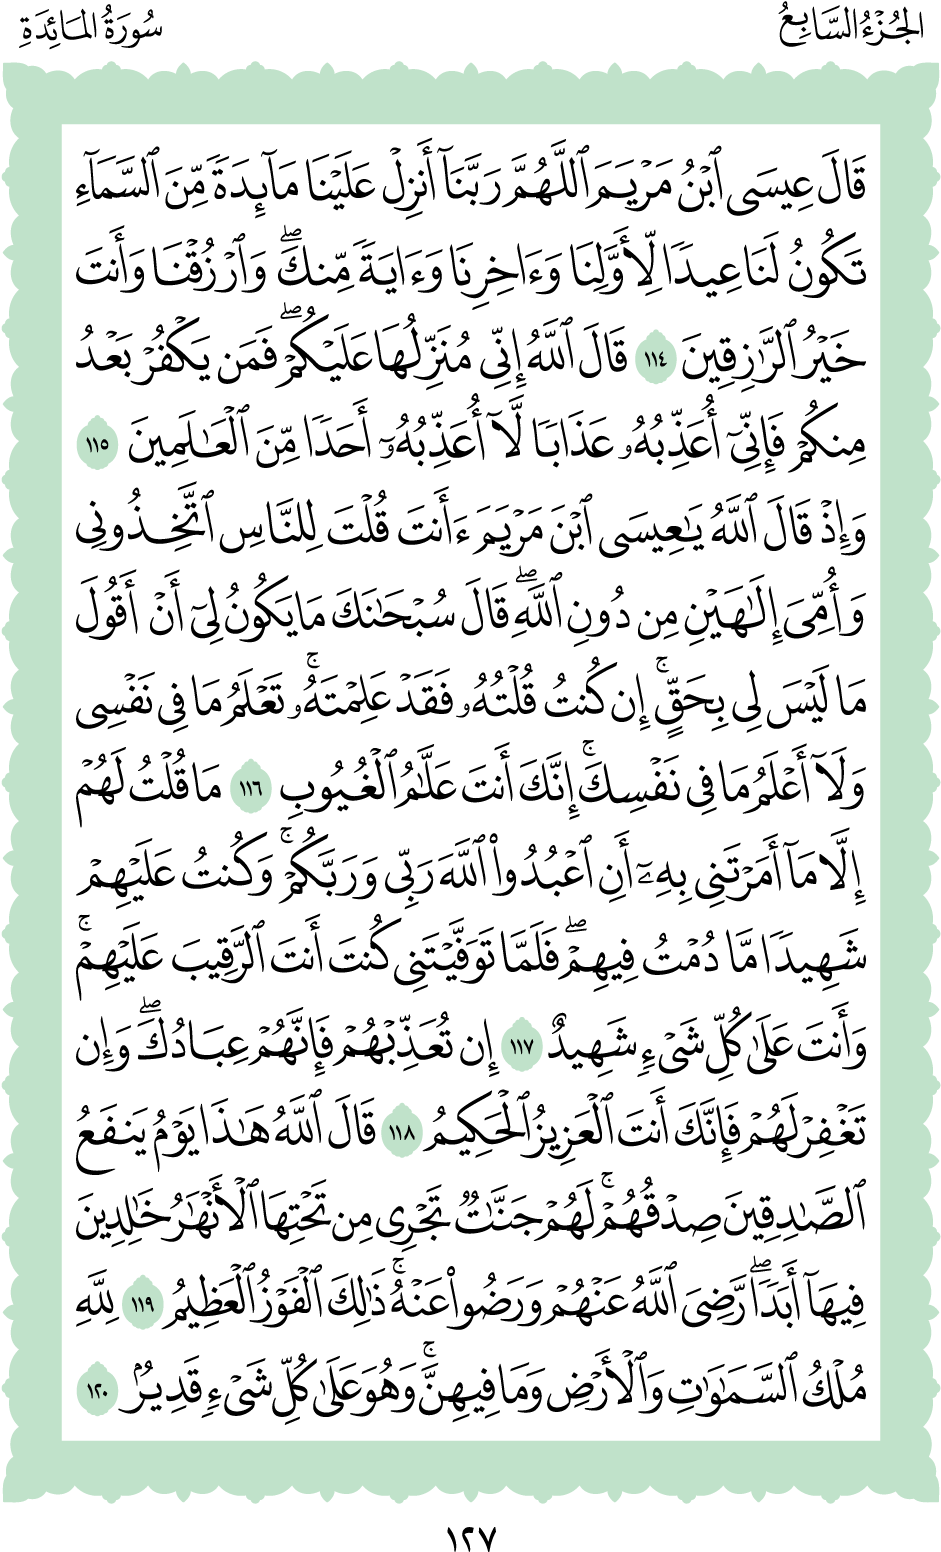 الجُزْءُ السَّابِعُ
سُورَةُ المَائِدَةِ
قَالَ عِيسَى ٱبۡنُ مَرۡيَمَ ٱللَّهُمَّ رَبَّنَآ أَنزِلۡ عَلَيۡنَا مَآئِدَةٗ مِّنَ ٱلسَّمَآءِ
تَكُونُ لَنَا عِيدٗا لِّأَوَّلِنَا وَءَاخِرِنَا وَءَايَةٗ مِّنكَۖ وَٱرۡزُقۡنَا وَأَنتَ
خَيۡرُ ٱلرَّٰزِقِينَ ١١٤ قَالَ ٱللَّهُ إِنِّي مُنَزِّلُهَا عَلَيۡكُمۡۖ فَمَن يَكۡفُرۡ بَعۡدُ
مِنكُمۡ فَإِنِّيٓ أُعَذِّبُهُۥ عَذَابٗا لَّآ أُعَذِّبُهُۥٓ أَحَدٗا مِّنَ ٱلۡعَٰلَمِينَ ١١٥
وَإِذۡ قَالَ ٱللَّهُ يَٰعِيسَى ٱبۡنَ مَرۡيَمَ ءَأَنتَ قُلۡتَ لِلنَّاسِ ٱتَّخِذُونِي
وَأُمِّيَ إِلَٰهَيۡنِ مِن دُونِ ٱللَّهِۖ قَالَ سُبۡحَٰنَكَ مَا يَكُونُ لِيٓ أَنۡ أَقُولَ
مَا لَيۡسَ لِي بِحَقٍّۚ إِن كُنتُ قُلۡتُهُۥ فَقَدۡ عَلِمۡتَهُۥۚ تَعۡلَمُ مَا فِي نَفۡسِي
وَلَآ أَعۡلَمُ مَا فِي نَفۡسِكَۚ إِنَّكَ أَنتَ عَلَّٰمُ ٱلۡغُيُوبِ ١١٦ مَا قُلۡتُ لَهُمۡ
إِلَّا مَآ أَمَرۡتَنِي بِهِۦٓ أَنِ ٱعۡبُدُواْ ٱللَّهَ رَبِّي وَرَبَّكُمۡۚ وَكُنتُ عَلَيۡهِمۡ
شَهِيدٗا مَّا دُمۡتُ فِيهِمۡۖ فَلَمَّا تَوَفَّيۡتَنِي كُنتَ أَنتَ ٱلرَّقِيبَ عَلَيۡهِمۡۚ
وَأَنتَ عَلَىٰ كُلِّ شَيۡءٖ شَهِيدٌ ١١٧ إِن تُعَذِّبۡهُمۡ فَإِنَّهُمۡ عِبَادُكَۖ وَإِن
تَغۡفِرۡ لَهُمۡ فَإِنَّكَ أَنتَ ٱلۡعَزِيزُ ٱلۡحَكِيمُ ١١٨ قَالَ ٱللَّهُ هَٰذَا يَوۡمُ يَنفَعُ
ٱلصَّٰدِقِينَ صِدۡقُهُمۡۚ لَهُمۡ جَنَّٰتٞ تَجۡرِي مِن تَحۡتِهَا ٱلۡأَنۡهَٰرُ خَٰلِدِينَ
فِيهَآ أَبَدٗاۖ رَّضِيَ ٱللَّهُ عَنۡهُمۡ وَرَضُواْ عَنۡهُۚ ذَٰلِكَ ٱلۡفَوۡزُ ٱلۡعَظِيمُ ١١٩ لِلَّهِ
مُلۡكُ ٱلسَّمَٰوَٰتِ وَٱلۡأَرۡضِ وَمَا فِيهِنَّۚ وَهُوَ عَلَىٰ كُلِّ شَيۡءٖ قَدِيرُۢ ١٢٠
١٢٧